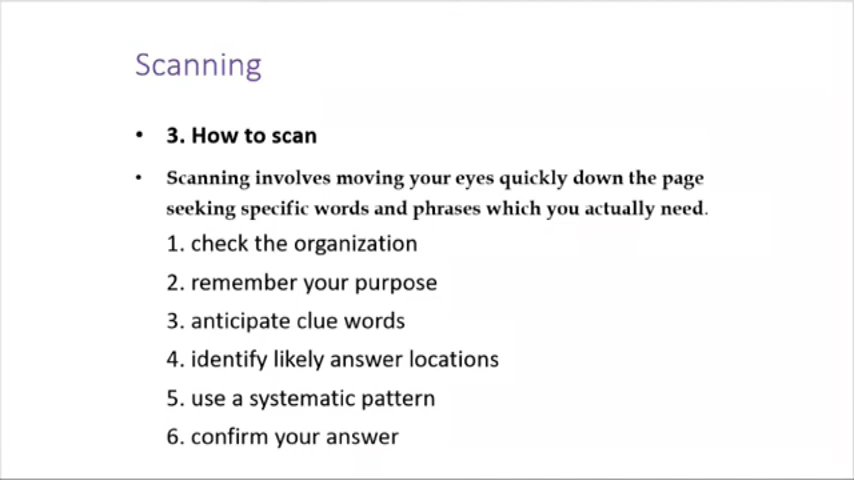 Scanning
• 3. How to scan
• Scanning involves moving your eyes quickly down the page
seeking specific words and phrases which you actually need.
1. check the organization
2. remember your purpose
3. anticipate clue words
4. identify likely answer locations
5. use a systematic pattern
6. confirm your answer